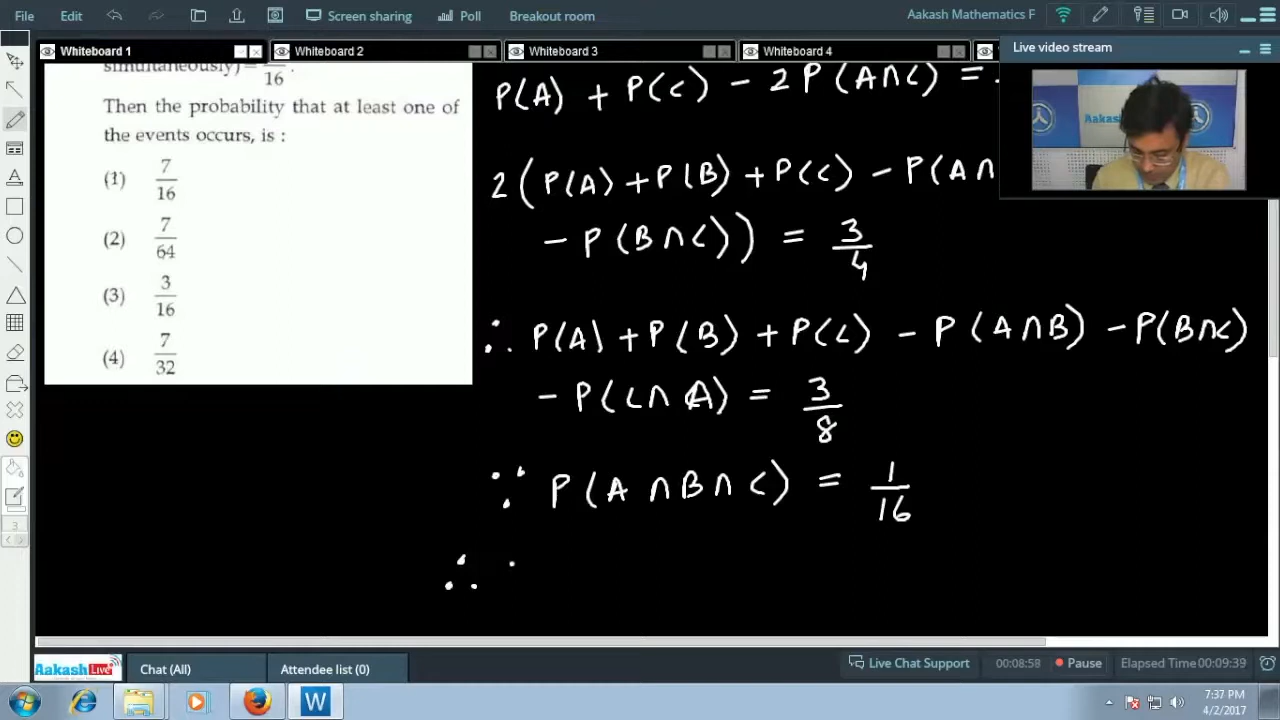 File Edit Screen sharing Poll Breakout room Aakash Mathematics F
Whiteboard 1 Whiteboard 2 Whiteboard 3 Whiteboard 4
Live video stream
simultaneously) = /16 .
Then the probability that at least one of
the events occurs, is :
(1) 7/16
(2) 7/64
(3) 3/16
(4) 7/32
P(A) + P(C) - 2P(A∩C) =
2(P(A) + P(B) + P(C) - P(A∩
- P(B∩C)) = 3/4
∴ P(A) + P(B) + P(C) - P(A∩B) - P(B∩C)
- P(C∩A) = 3/8
∵ P(A∩B∩C) = 1/16
∴
Aakash
3
Aakash Live Chat (All) Attendee list (0) Live Chat Support 00:08:58 Pause Elapsed Time 00:09:39
7:37 PM
4/2/2017